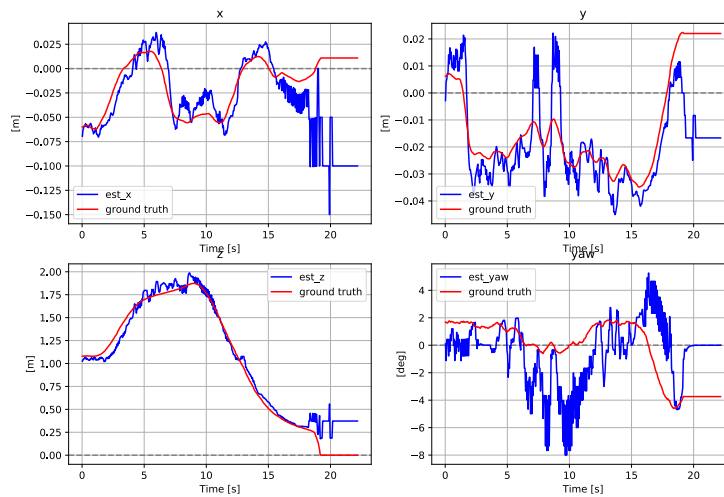 x
0.025
0.000
−0.025
−0.050
−0.075
−0.100
−0.125
−0.150
[m]
est_x
ground truth
0 5 10 15 20
Time [s]
y
0.02
0.01
0.00
−0.01
−0.02
−0.03
−0.04
[m]
est_y
ground truth
0 5 10 15 20
Time [s]
z
2.00
1.75
1.50
1.25
1.00
0.75
0.50
0.25
0.00
[m]
est_z
ground truth
0 5 10 15 20
Time [s]
yaw
4
2
0
−2
−4
−6
−8
[deg]
est_yaw
ground truth
0 5 10 15 20
Time [s]